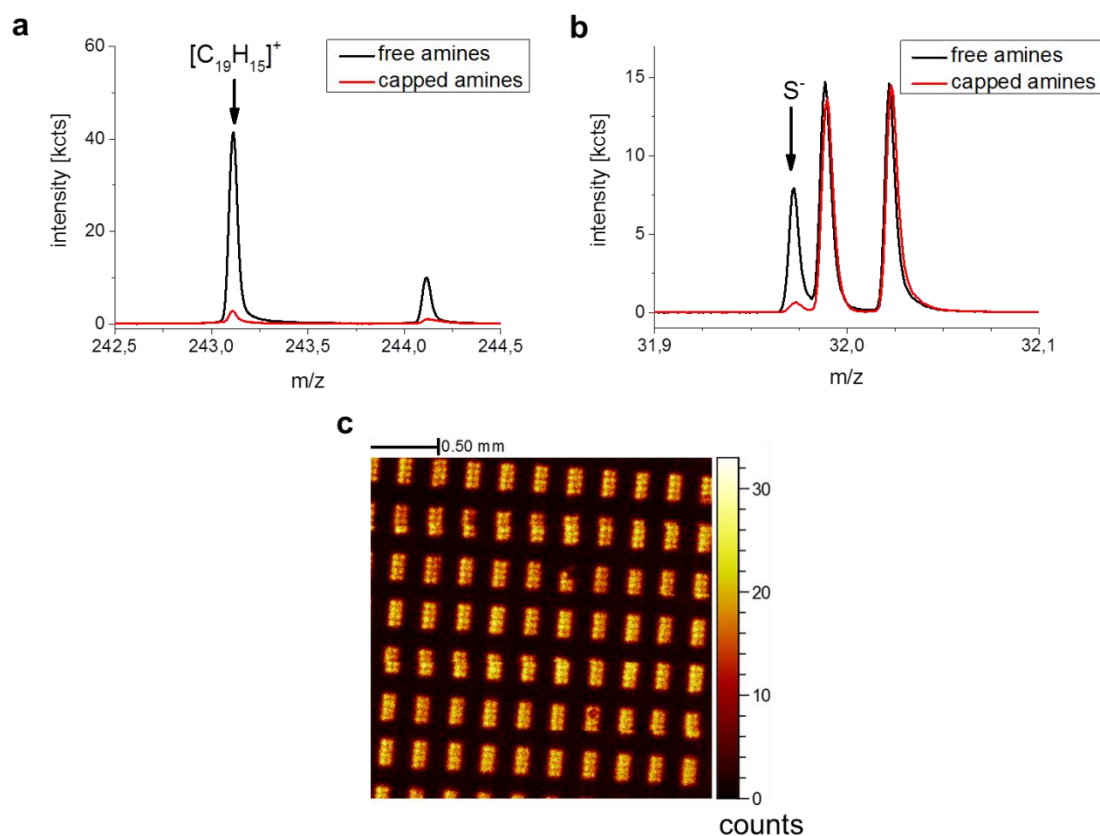 a
[C₁₉H₁₅]⁺
free amines
capped amines
60
40
20
0
intensity [kcts]
242,5
243,0
243,5
244,0
244,5
m/z
b
S⁻
free amines
capped amines
15
10
5
0
intensity [kcts]
31,9
32,0
32,1
m/z
c
0.50 mm
30
20
10
0
counts